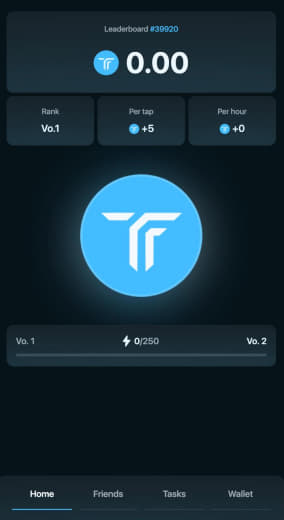 Leaderboard #39920
0.00
Rank
Vo.1
Per tap
+5
Per hour
+0
Vo. 1
0/250
Vo. 2
Home Friends Tasks Wallet